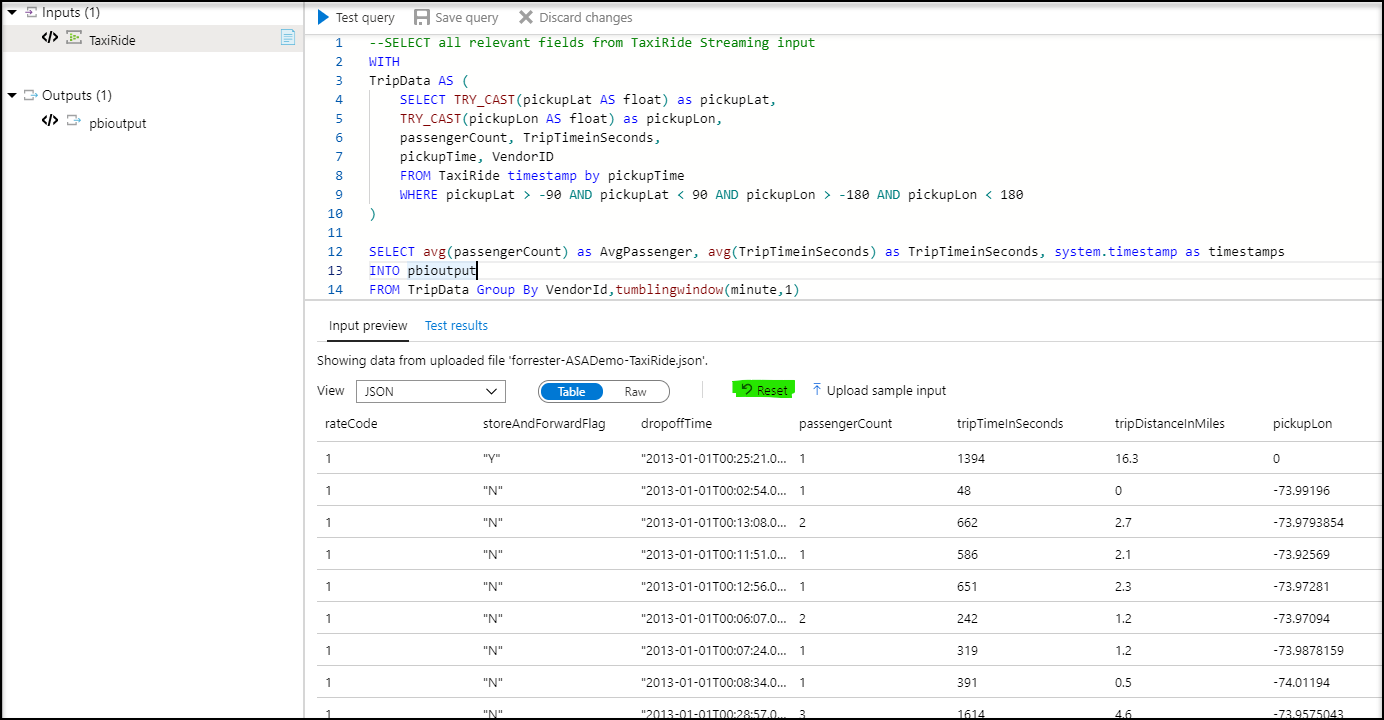 Inputs (1)
TaxiRide
Outputs (1)
pbioutput
Test query Save query Discard changes
1 --SELECT all relevant fields from TaxiRide Streaming input
2 WITH
3 TripData AS (
4 SELECT TRY_CAST(pickupLat AS float) as pickupLat,
5 TRY_CAST(pickupLon AS float) as pickupLon,
6 passengerCount, TripTimeinSeconds,
7 pickupTime, VendorID
8 FROM TaxiRide timestamp by pickupTime
9 WHERE pickupLat > -90 AND pickupLat < 90 AND pickupLon > -180 AND pickupLon < 180
10 )
11
12 SELECT avg(passengerCount) as AvgPassenger, avg(TripTimeinSeconds) as TripTimeinSeconds, system.timestamp as timestamps
13 INTO pbioutput
14 FROM TripData Group By VendorId,tumblingwindow(minute,1)
Input preview Test results
Showing data from uploaded file 'forrester-ASADemo-TaxiRide.json'.
View JSON Table Raw Reset Upload sample input
rateCode storeAndForwardFlag dropoffTime passengerCount tripTimeInSeconds tripDistanceInMiles pickupLon
1 "Y" "2013-01-01T00:25:21.0... 1 1394 16.3 0
1 "N" "2013-01-01T00:02:54.0... 1 48 0 -73.99196
1 "N" "2013-01-01T00:13:08.0... 2 662 2.7 -73.9793854
1 "N" "2013-01-01T00:11:51.0... 1 586 2.1 -73.92569
1 "N" "2013-01-01T00:12:56.0... 1 651 2.3 -73.97281
1 "N" "2013-01-01T00:06:07.0... 2 242 1.2 -73.97094
1 "N" "2013-01-01T00:07:24.0... 1 319 1.2 -73.9878159
1 "N" "2013-01-01T00:08:34.0... 1 391 0.5 -74.01194
1 "N" "2013-01-01T00:28:57.0... 3 1614 4.6 -73.9575043